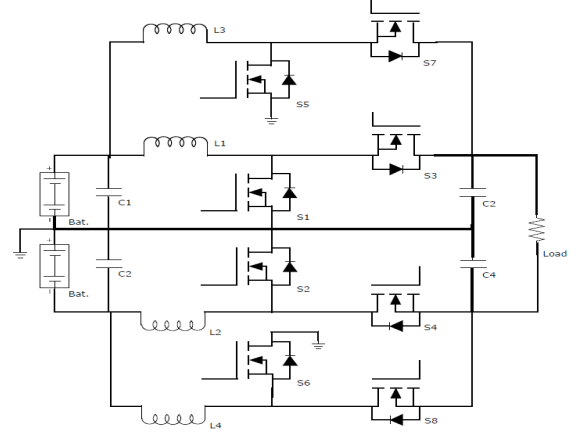 L3
S7
S5
L1
S3
+
C1
S1
C2
Bat.
+
Load
C2
S2
C4
Bat.
L2
S4
S6
L4
S8